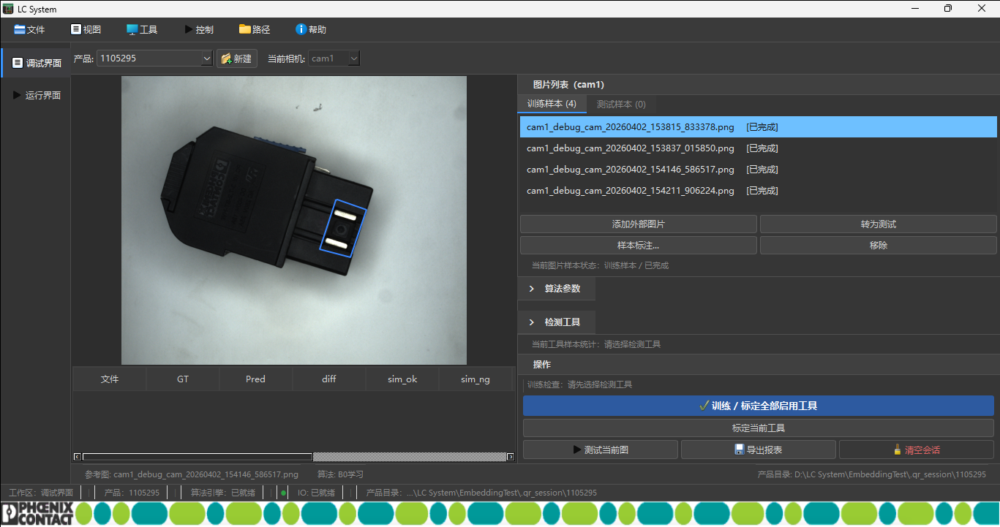 LC System
文件 视图 工具 控制 路径 帮助
调试界面
运行界面
产品: 1105295 新建 当前相机: cam1
图片列表 (cam1)
训练样本 (4) 测试样本 (0)
cam1_debug_cam_20260402_153815_833378.png [已完成]
cam1_debug_cam_20260402_153837_015850.png [已完成]
cam1_debug_cam_20260402_154146_586517.png [已完成]
cam1_debug_cam_20260402_154211_906224.png [已完成]
添加外部图片 转为测试
样本标注... 移除
当前图片样本状态: 训练样本 / 已完成
算法参数
检测工具
当前工具样本统计: 请选择检测工具
操作
训练检查: 请先选择检测工具
训练 / 标定全部启用工具
标定当前工具
测试当前图 导出报表 清空会话
文件 GT Pred diff sim_ok sim_ng
参考图: cam1_debug_cam_20260402_154146_586517.png 算法: B0学习 产品目录: D:\LC System\EmbeddingTest\.qr_session\1105295
工作区: 调试界面 产品: 1105295 算法引擎: 已就绪 IO: 已就绪 产品目录: ...\LC System\EmbeddingTest\.qr_session\1105295
PHŒNIX
CONTACT